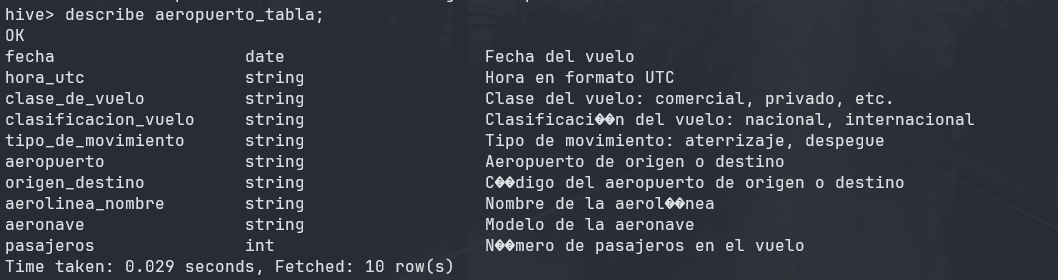 hive> describe aeropuerto_tabla;
OK
fecha date Fecha del vuelo
hora_utc string Hora en formato UTC
clase_de_vuelo string Clase del vuelo: comercial, privado, etc.
clasificacion_vuelo string Clasificaci��n del vuelo: nacional, internacional
tipo_de_movimiento string Tipo de movimiento: aterrizaje, despegue
aeropuerto string Aeropuerto de origen o destino
origen_destino string C��digo del aeropuerto de origen o destino
aerolinea_nombre string Nombre de la aerol��nea
aeronave string Modelo de la aeronave
pasajeros int N��mero de pasajeros en el vuelo
Time taken: 0.029 seconds, Fetched: 10 row(s)